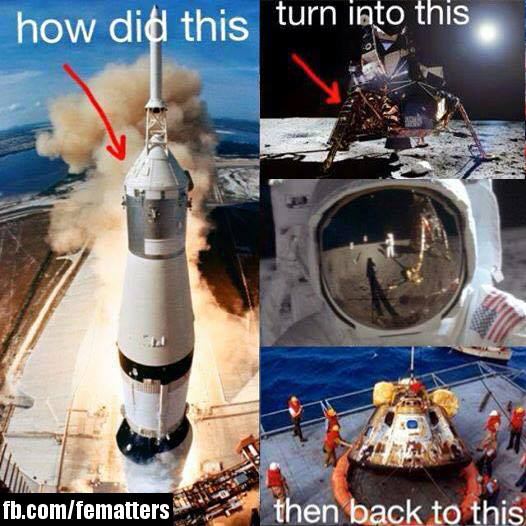 how did this
turn into this
then back to this
fb.com/fematters